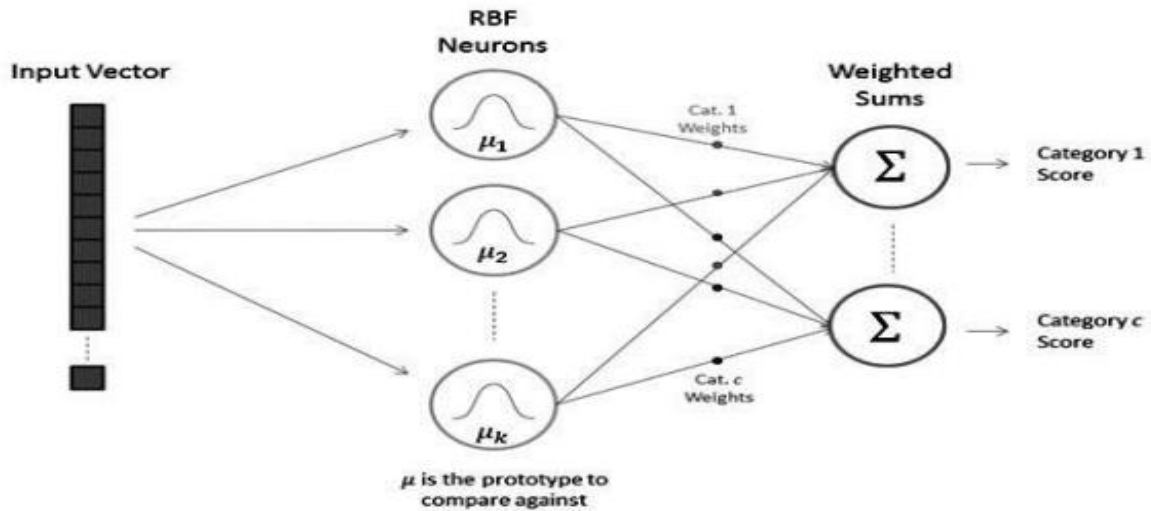 RBF
Neurons
Input Vector
Weighted
Sums
Cat. 1
Weights
μ₁
Σ
Category 1
Score
μ₂
Σ
Category c
Score
Cat. c
Weights
μₖ
μ is the prototype to
compare against